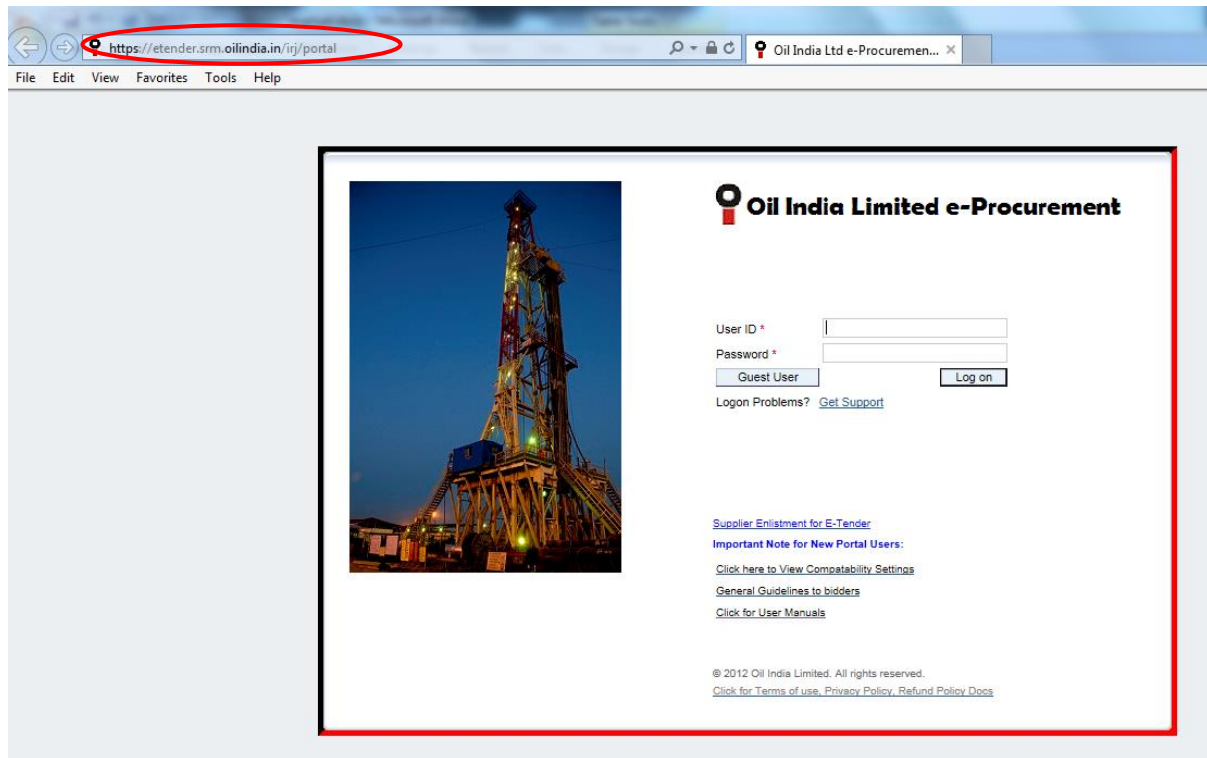 https://etender.srm.oilindia.in/irj/portal
Oil India Ltd e-Procuremen...
File Edit View Favorites Tools Help
Oil India Limited e-Procurement
User ID *
Password *
Guest User Log on
Logon Problems? Get Support
Supplier Enlistment for E-Tender
Important Note for New Portal Users:
Click here to View Compatability Settings
General Guidelines to bidders
Click for User Manuals
© 2012 Oil India Limited. All rights reserved.
Click for Terms of use, Privacy Policy, Refund Policy Docs